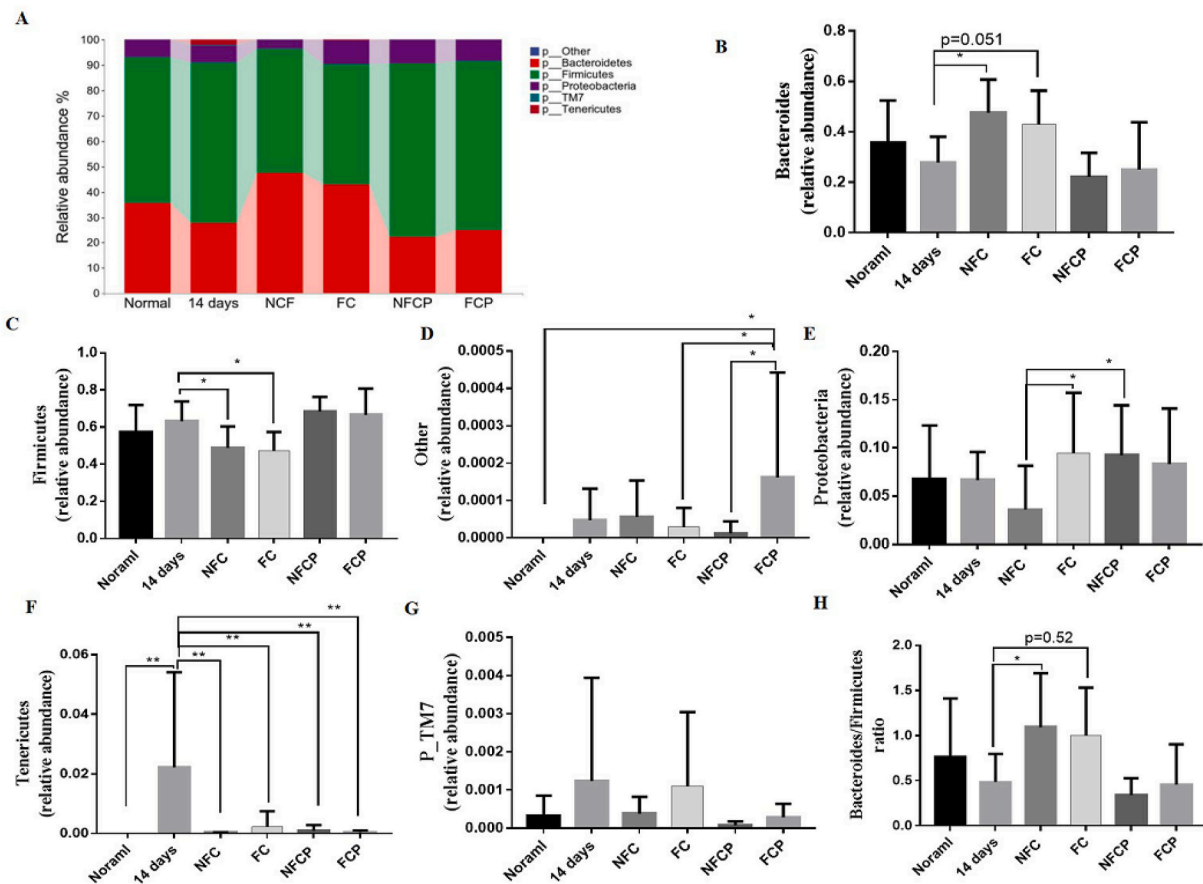 A
Relative abundance %
100
90
80
70
60
50
40
30
20
10
0
Normal 14 days NCF FC NFCP FCP
p__Other
p__Bacteroidetes
p__Firmicutes
p__Proteobacteria
p__TM7
p__Tenericutes
B
Bacteroides
(relative abundance)
0.8
0.6
0.4
0.2
0.0
p=0.051
*
Noraml 14 days NFC FC NFCP FCP
C
Firmicutes
(relative abundance)
1.0
0.8
0.6
0.4
0.2
0.0
*
*
Noraml 14 days NFC FC NFCP FCP
D
Other
(relative abundance)
0.0005
0.0004
0.0003
0.0002
0.0001
0.0000
*
*
*
Noraml 14 days NFC FC NFCP FCP
E
Proteobacteria
(relative abundance)
0.20
0.15
0.10
0.05
0.00
*
*
Noraml 14 days NFC FC NFCP FCP
F
Tenericutes
(relative abundance)
0.06
0.04
0.02
0.00
**
**
**
**
**
Noraml 14 days NFC FC NFCP FCP
G
P_TM7
(relative abundance)
0.005
0.004
0.003
0.002
0.001
0.000
Noraml 14 days NFC FC NFCP FCP
H
Bacteroides/Firmicutes
ratio
2.0
1.5
1.0
0.5
0.0
p=0.52
*
Noraml 14 days NFC FC NFCP FCP